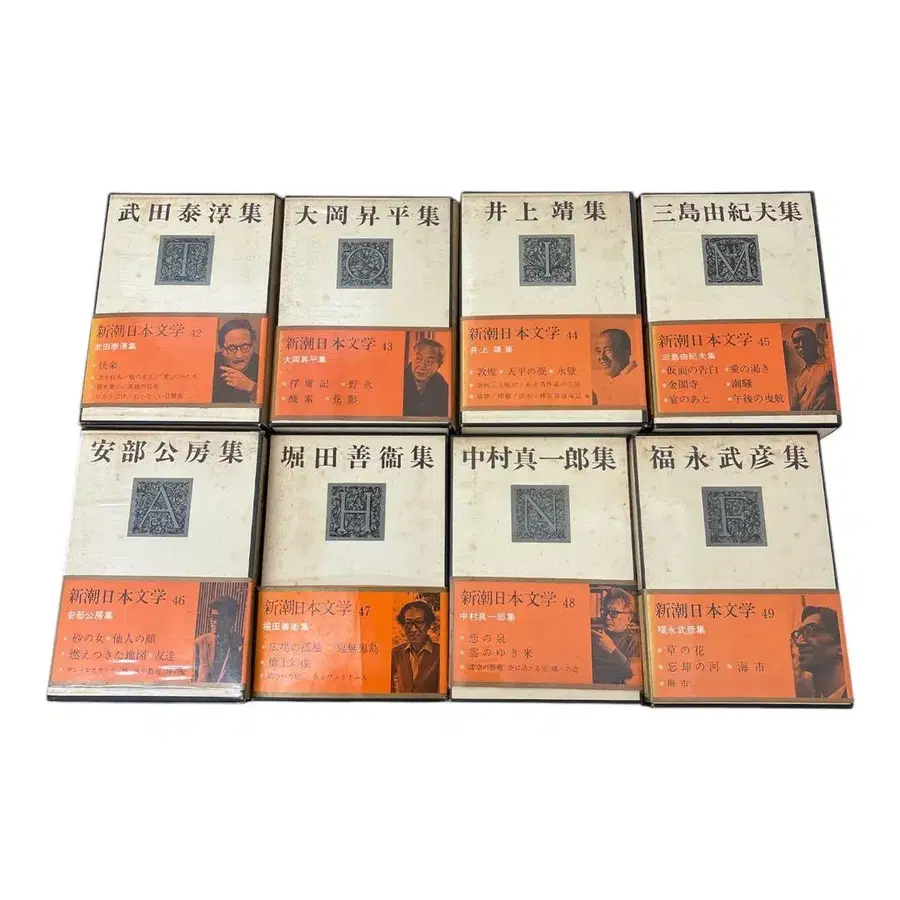 武田泰淳集
T
新潮日本文学 42
武田泰淳集
快楽
大岡昇平集
O
新潮日本文学 43
大岡昇平集
俘虜記 野火
酸素 花影
井上靖集
I
新潮日本文学 44
井上靖集
敦煌 天平の甍 氷壁
三島由紀夫集
M
新潮日本文学 45
三島由紀夫集
仮面の告白 愛の渇き
金閣寺 潮騒
宴のあと 午後の曳航
安部公房集
A
新潮日本文学 46
安部公房集
砂の女 他人の顔
燃えつきた地図 友達
堀田善衞集
H
新潮日本文学 47
堀田善衞集
広場の孤独 鬼無鬼島
橋上幻像
中村真一郎集
N
新潮日本文学 48
中村真一郎集
恋の泉
雲のゆき来
福永武彦集
F
新潮日本文学 49
福永武彦集
草の花
忘却の河 海市
廃市